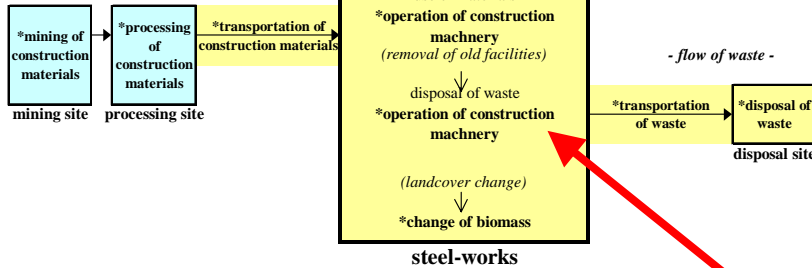 *mining of
construction
materials
mining site
*processing
of
construction
materials
processing site
*transportation of
construction materials
*operation of construction
machnery
(removal of old facilities)
disposal of waste
*operation of construction
machnery
(landcover change)
*change of biomass
steel-works
- flow of waste -
*transportation
of waste
*disposal of
waste
disposal site